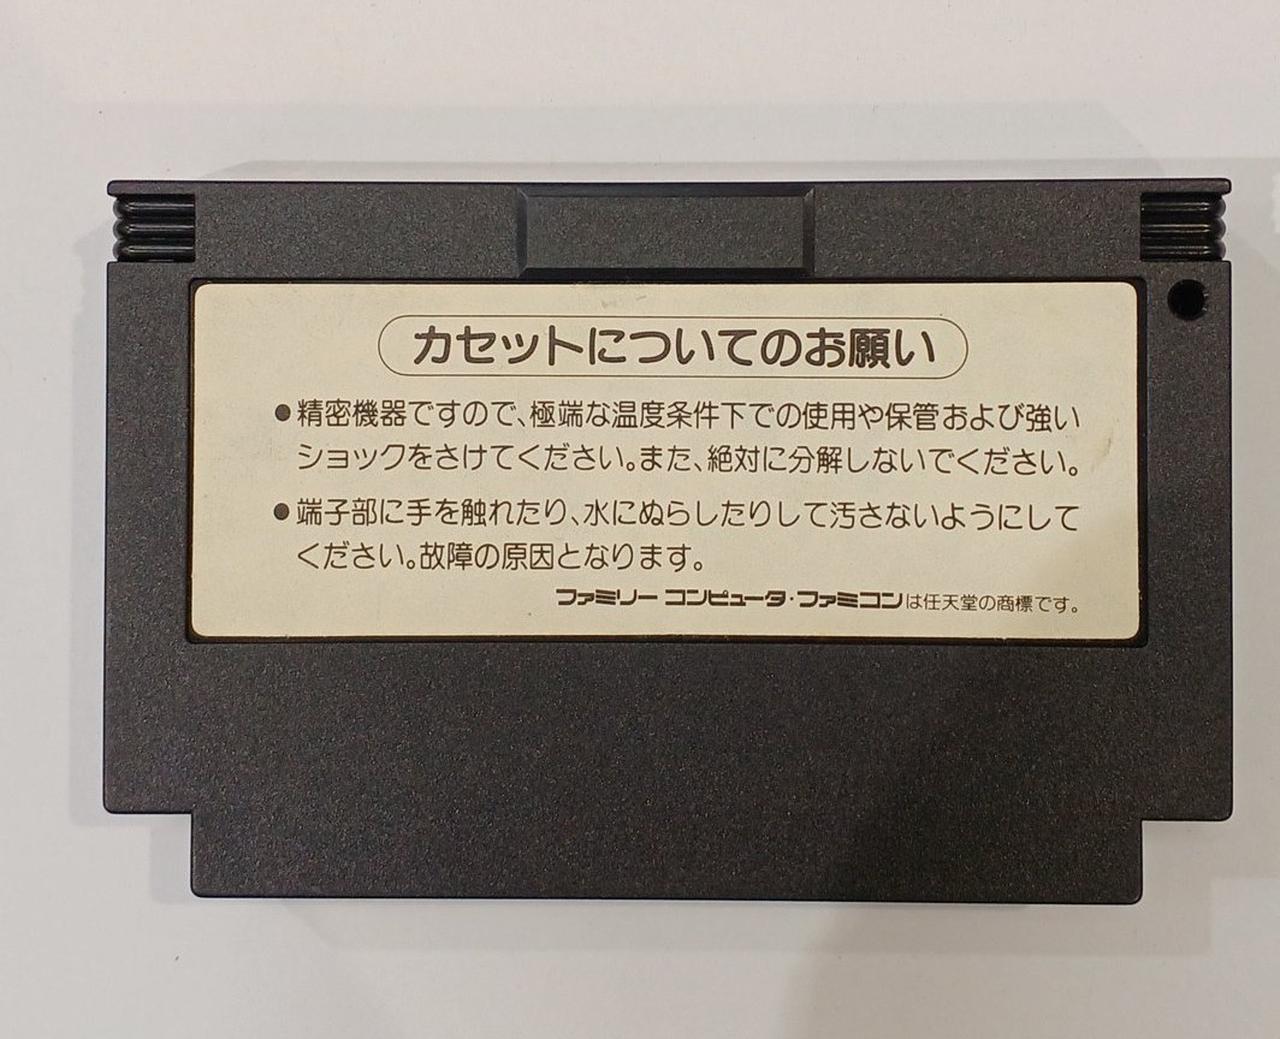 カセットについてのお願い
●精密機器ですので、極端な温度条件下での使用や保管および強い
ショックをさけてください。また、絶対に分解しないでください。
●端子部に手を触れたり、水にぬらしたりして汚さないようにして
ください。故障の原因となります。
ファミリー コンピュータ・ファミコンは任天堂の商標です。